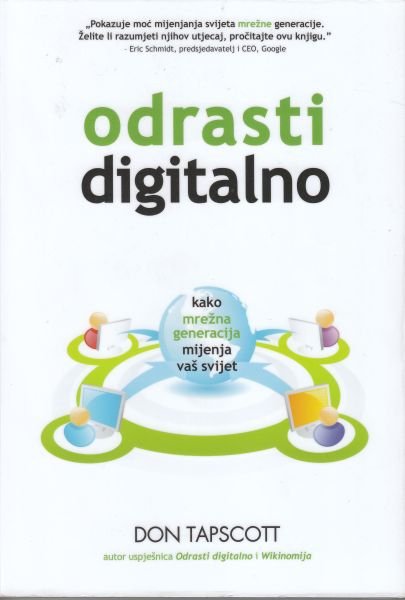 „Pokazuje moć mijenjanja svijeta mrežne generacije.
Želite li razumjeti njihov utjecaj, pročitajte ovu knjigu.”
- Eric Schmidt, predsjedavatelj i CEO, Google
odrasti
digitalno
kako
mrežna
generacija
mijenja
vaš svijet
DON TAPSCOTT
autor uspješnica Odrasti digitalno i Wikinomija